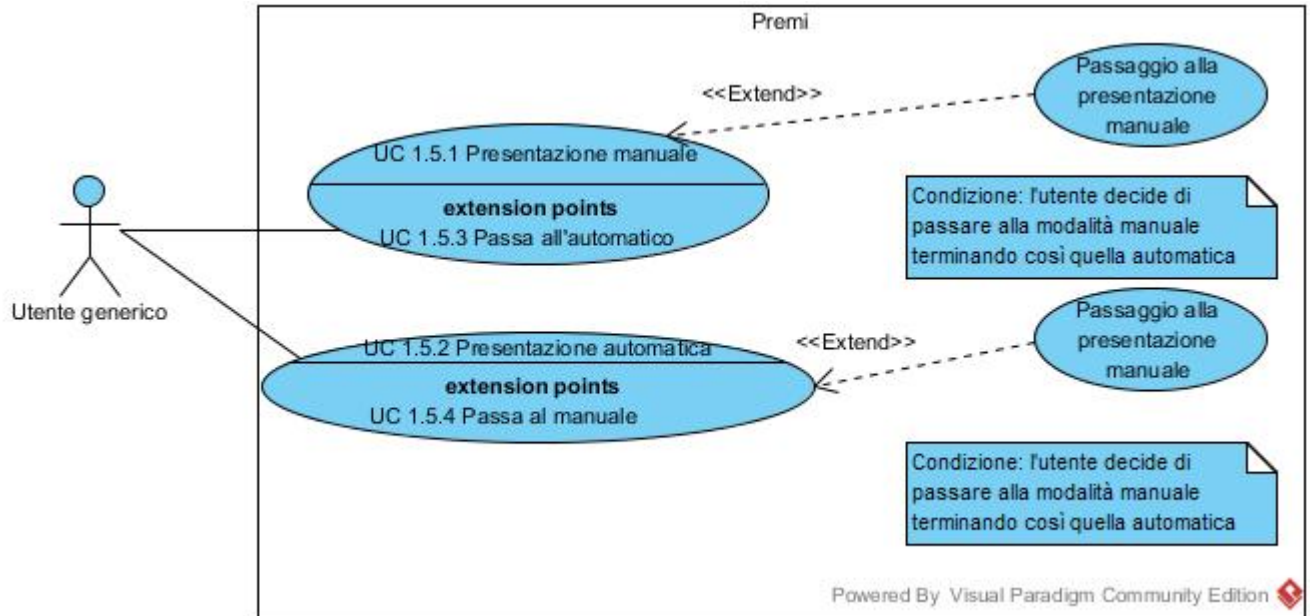 Premi
<<Extend>>
Passaggio alla
presentazione
manuale
UC 1.5.1 Presentazione manuale
extension points
UC 1.5.3 Passa all'automatico
Condizione: l'utente decide di
passare alla modalità manuale
terminando così quella automatica
Utente generico
<<Extend>>
Passaggio alla
presentazione
manuale
UC 1.5.2 Presentazione automatica
extension points
UC 1.5.4 Passa al manuale
Condizione: l'utente decide di
passare alla modalità manuale
terminando così quella automatica
Powered By Visual Paradigm Community Edition